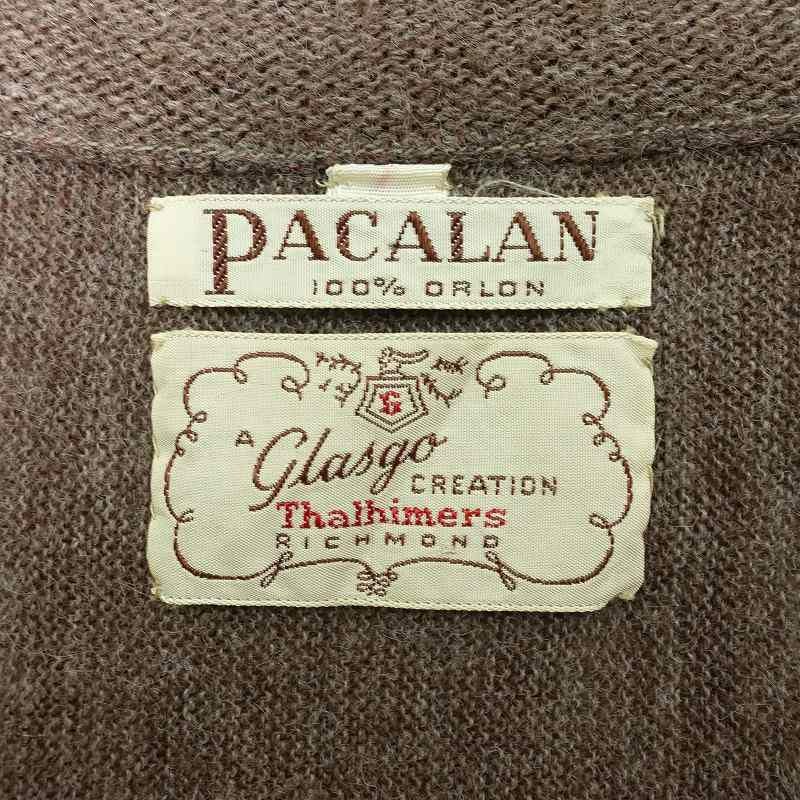 PACALAN
100% ORLON
G
A Glasgo CREATION
Thalhimers
RICHMOND